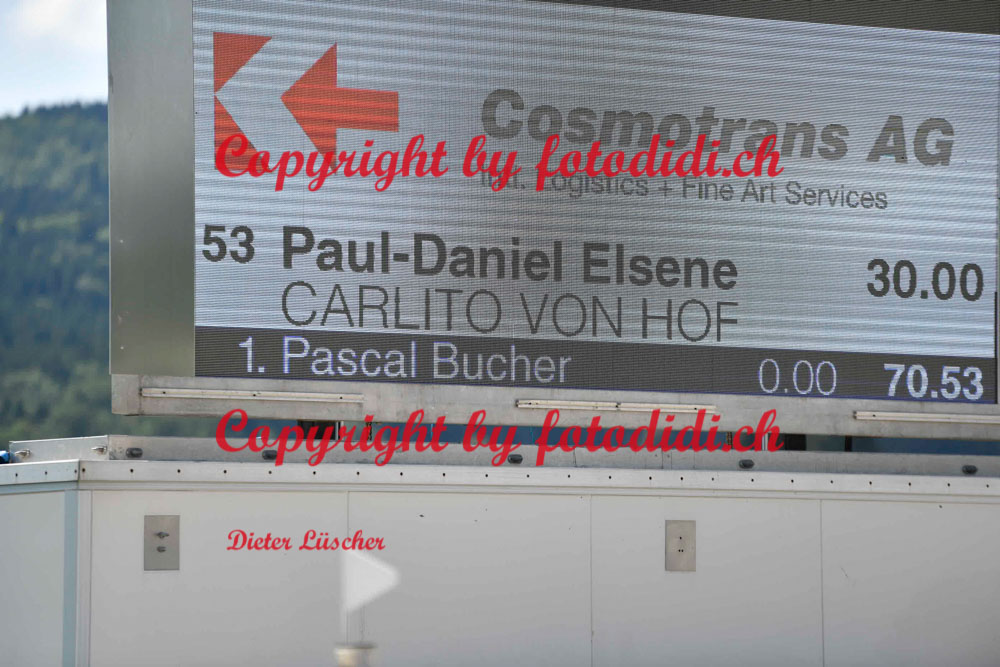 Cosmotrans AG
Copyright by fotodidi.ch
Int. Logistics + Fine Art Services
53 Paul-Daniel Elsene 30.00
CARLITO VON HOF
1. Pascal Bucher 0.00 70.53
Copyright by fotodidi.ch
Dieter Lüscher